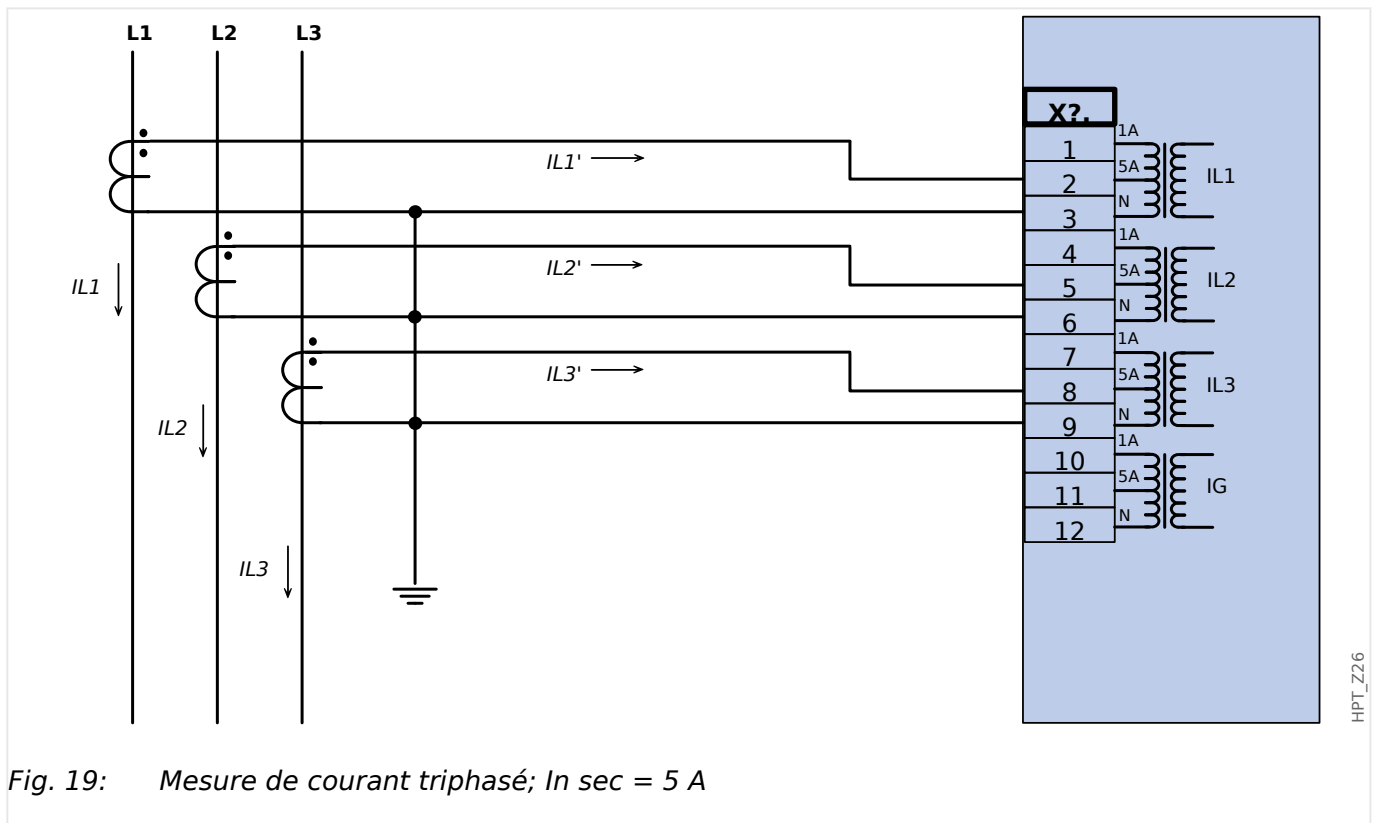 L1 L2 L3
X?.
1A
1
IL1'
5A
2
IL1
N
3
1A
4
IL2'
5A
IL2
IL1
5
N
6
1A
7
IL3'
5A
IL3
8
N
IL2
9
1A
10
5A
IG
11
N
12
IL3
HPT_Z26
Fig. 19: Mesure de courant triphasé; In sec = 5 A